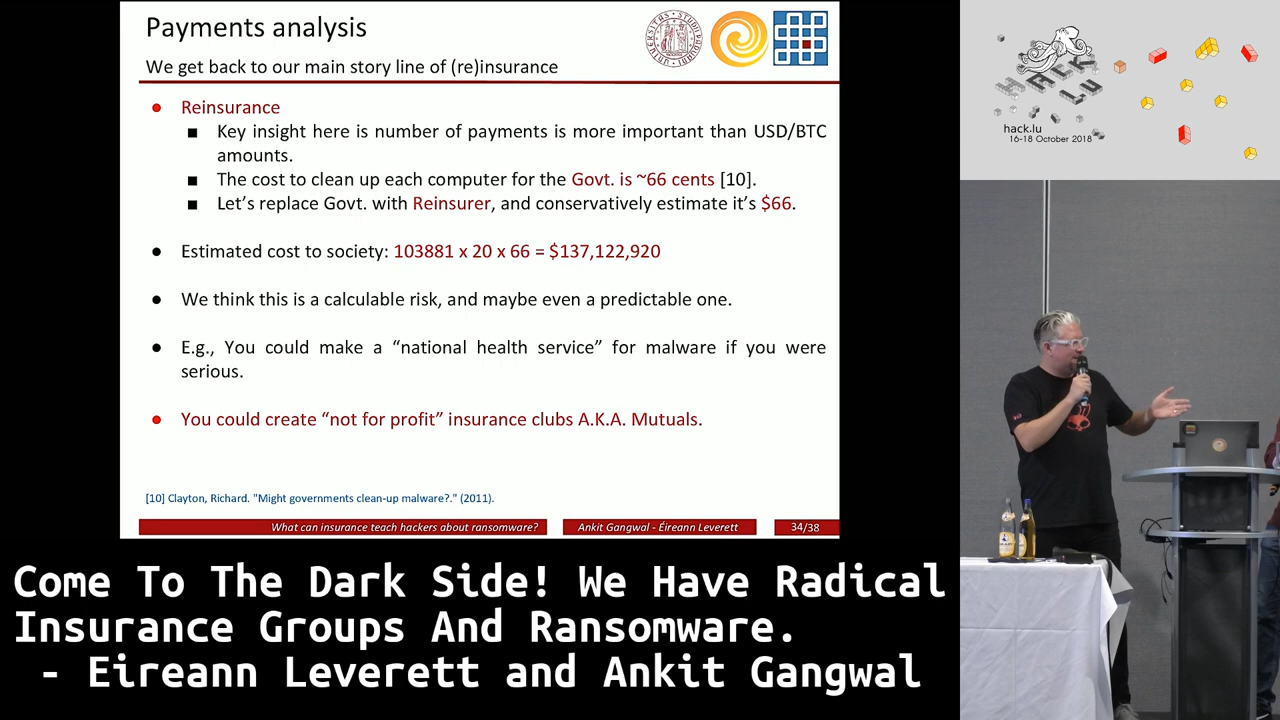 Payments analysis
We get back to our main story line of (re)insurance
● Reinsurance
■ Key insight here is number of payments is more important than USD/BTC
amounts.
■ The cost to clean up each computer for the Govt. is ~66 cents [10].
■ Let's replace Govt. with Reinsurer, and conservatively estimate it's $66.
● Estimated cost to society: 103881 x 20 x 66 = $137,122,920
● We think this is a calculable risk, and maybe even a predictable one.
● E.g., You could make a “national health service” for malware if you were
serious.
● You could create “not for profit” insurance clubs A.K.A. Mutuals.
[10] Clayton, Richard. "Might governments clean-up malware?." (2011).
What can insurance teach hackers about ransomware?
Ankit Gangwal - Éireann Leverett
34/38
HACK
LU
hack.lu
16-18 October 2018
Come To The Dark Side! We Have Radical
Insurance Groups And Ransomware.
- Eireann Leverett and Ankit Gangwal